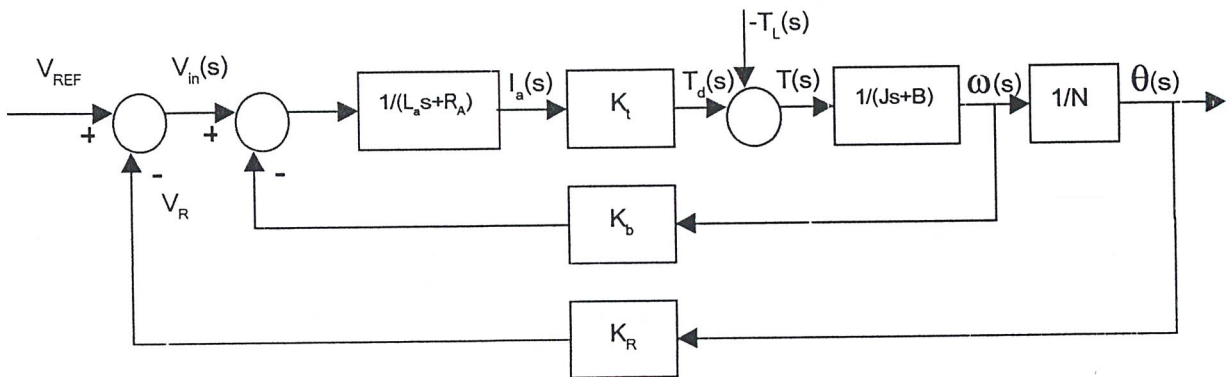 -T_L(s)
V_REF
V_in(s)
I_a(s)
T_d(s)
T(s)
ω(s)
θ(s)
1/(L_as+R_A)
K_t
1/(Js+B)
1/N
+
+
-
-
V_R
K_b
K_R